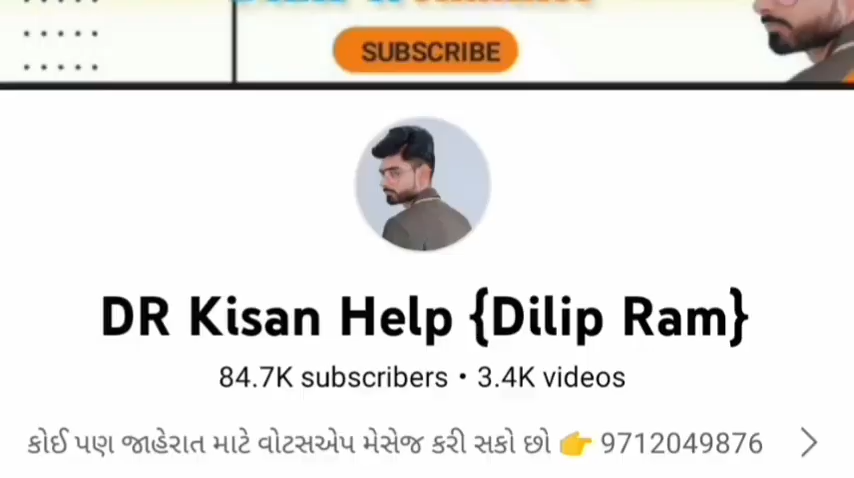 SUBSCRIBE
DR Kisan Help {Dilip Ram}
84.7K subscribers • 3.4K videos
કોઈ પણ જાહેરાત માટે વોટસએપ મેસેજ કરી સકો છો 👉 9712049876